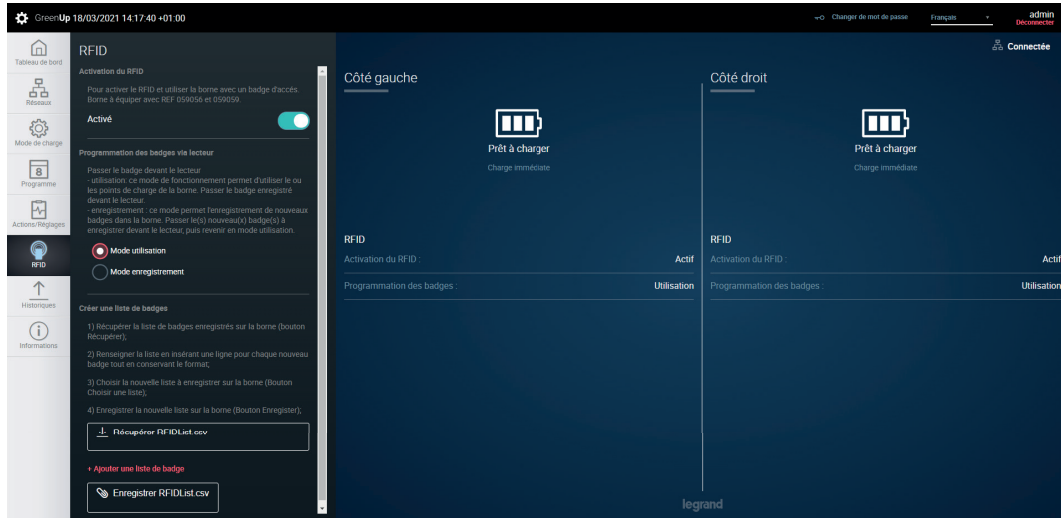 GreenUp 18/03/2021 14:17:40 +01:00
Changer de mot de passe
Français
admin
Déconnecter
Tableau de bord
Réseaux
Mode de charge
8
Programme
Actions/Réglages
RFID
Historiques
Informations
RFID
Activation du RFID
Pour activer le RFID et utiliser la borne avec un badge d'accés.
Borne à équiper avec REF 059056 et 059059.
Activé
Programmation des badges via lecteur
Passer le badge devant le lecteur
- utilisation: ce mode de fonctionnement permet d'utiliser le ou
les points de charge de la borne. Passer le badge enregistré
devant le lecteur.
- enregistrement : ce mode permet l'enregistrement de nouveaux
badges dans la borne. Passer le(s) nouveau(x) badge(s) à
enregistrer devant le lecteur, puis revenir en mode utilisation.
Mode utilisation
Mode enregistrement
Créer une liste de badges
1) Récupérer la liste de badges enregistrés sur la borne (bouton
Récupérer);
2) Renseigner la liste en insérant une ligne pour chaque nouveau
badge tout en conservant le format;
3) Choisir la nouvelle liste à enregistrer sur la borne (Bouton
Choisir une liste);
4) Enregistrer la nouvelle liste sur la borne (Bouton Enregister);
Récupéror RFIDList.csv
+ Ajouter une liste de badge
Enregistrer RFIDList.csv
Connectée
Côté gauche
Prêt à charger
Charge immédiate
RFID
Activation du RFID : Actif
Programmation des badges : Utilisation
Côté droit
Prêt à charger
Charge immédiate
RFID
Activation du RFID : Actif
Programmation des badges : Utilisation
legrand